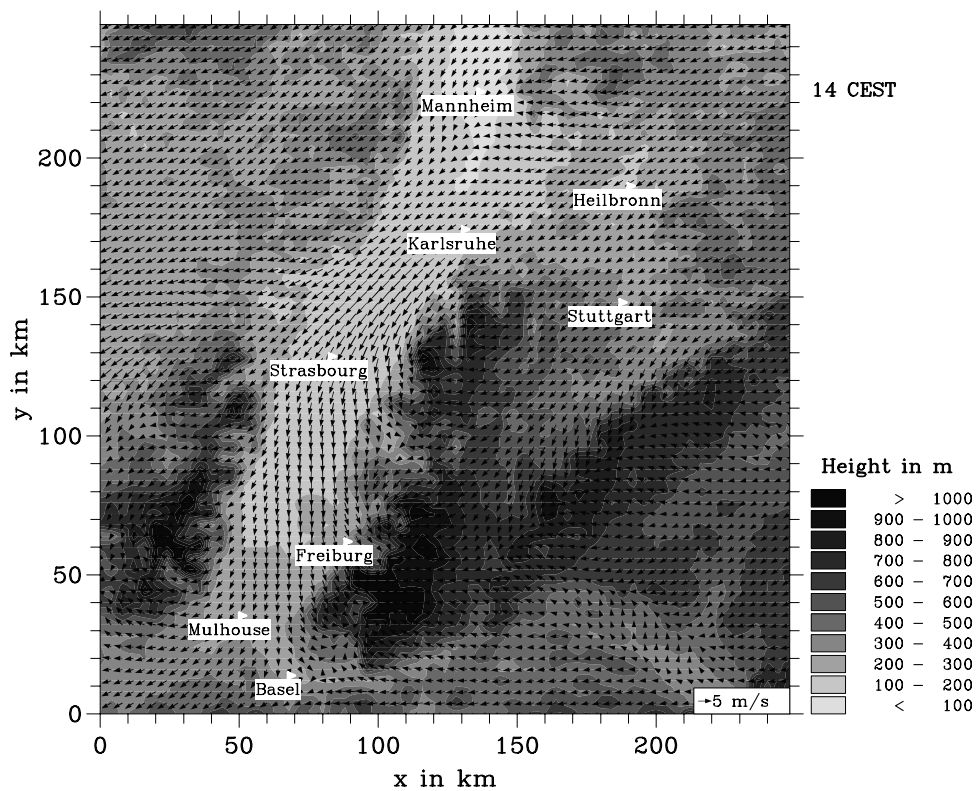 14 CEST
Mannheim
200
Heilbronn
Karlsruhe
150
Stuttgart
Strasbourg
y in km
100
Height in m
> 1000
900 – 1000
800 – 900
700 – 800
600 – 700
500 – 600
400 – 500
300 – 400
200 – 300
100 – 200
< 100
Freiburg
50
Mulhouse
Basel
5 m/s
0
0 50 100 150 200
x in km